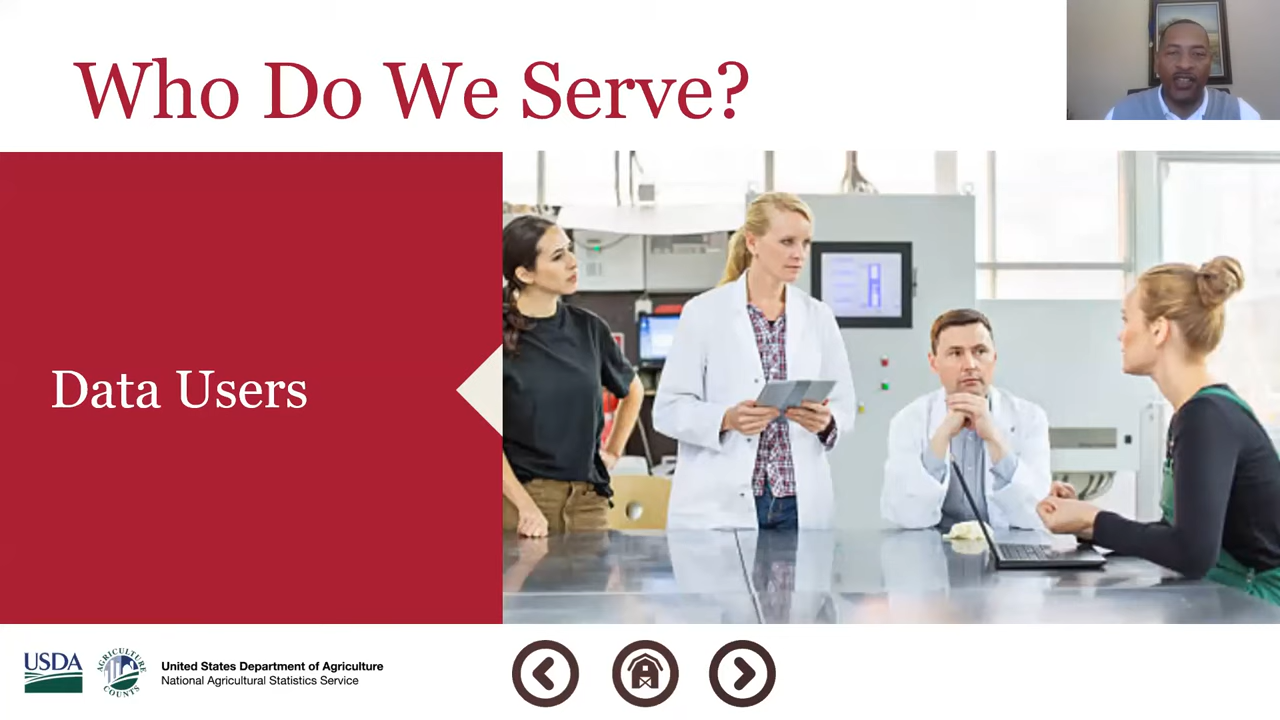 Who Do We Serve?
Data Users
USDA
AGRICULTURE COUNTS
United States Department of Agriculture
National Agricultural Statistics Service